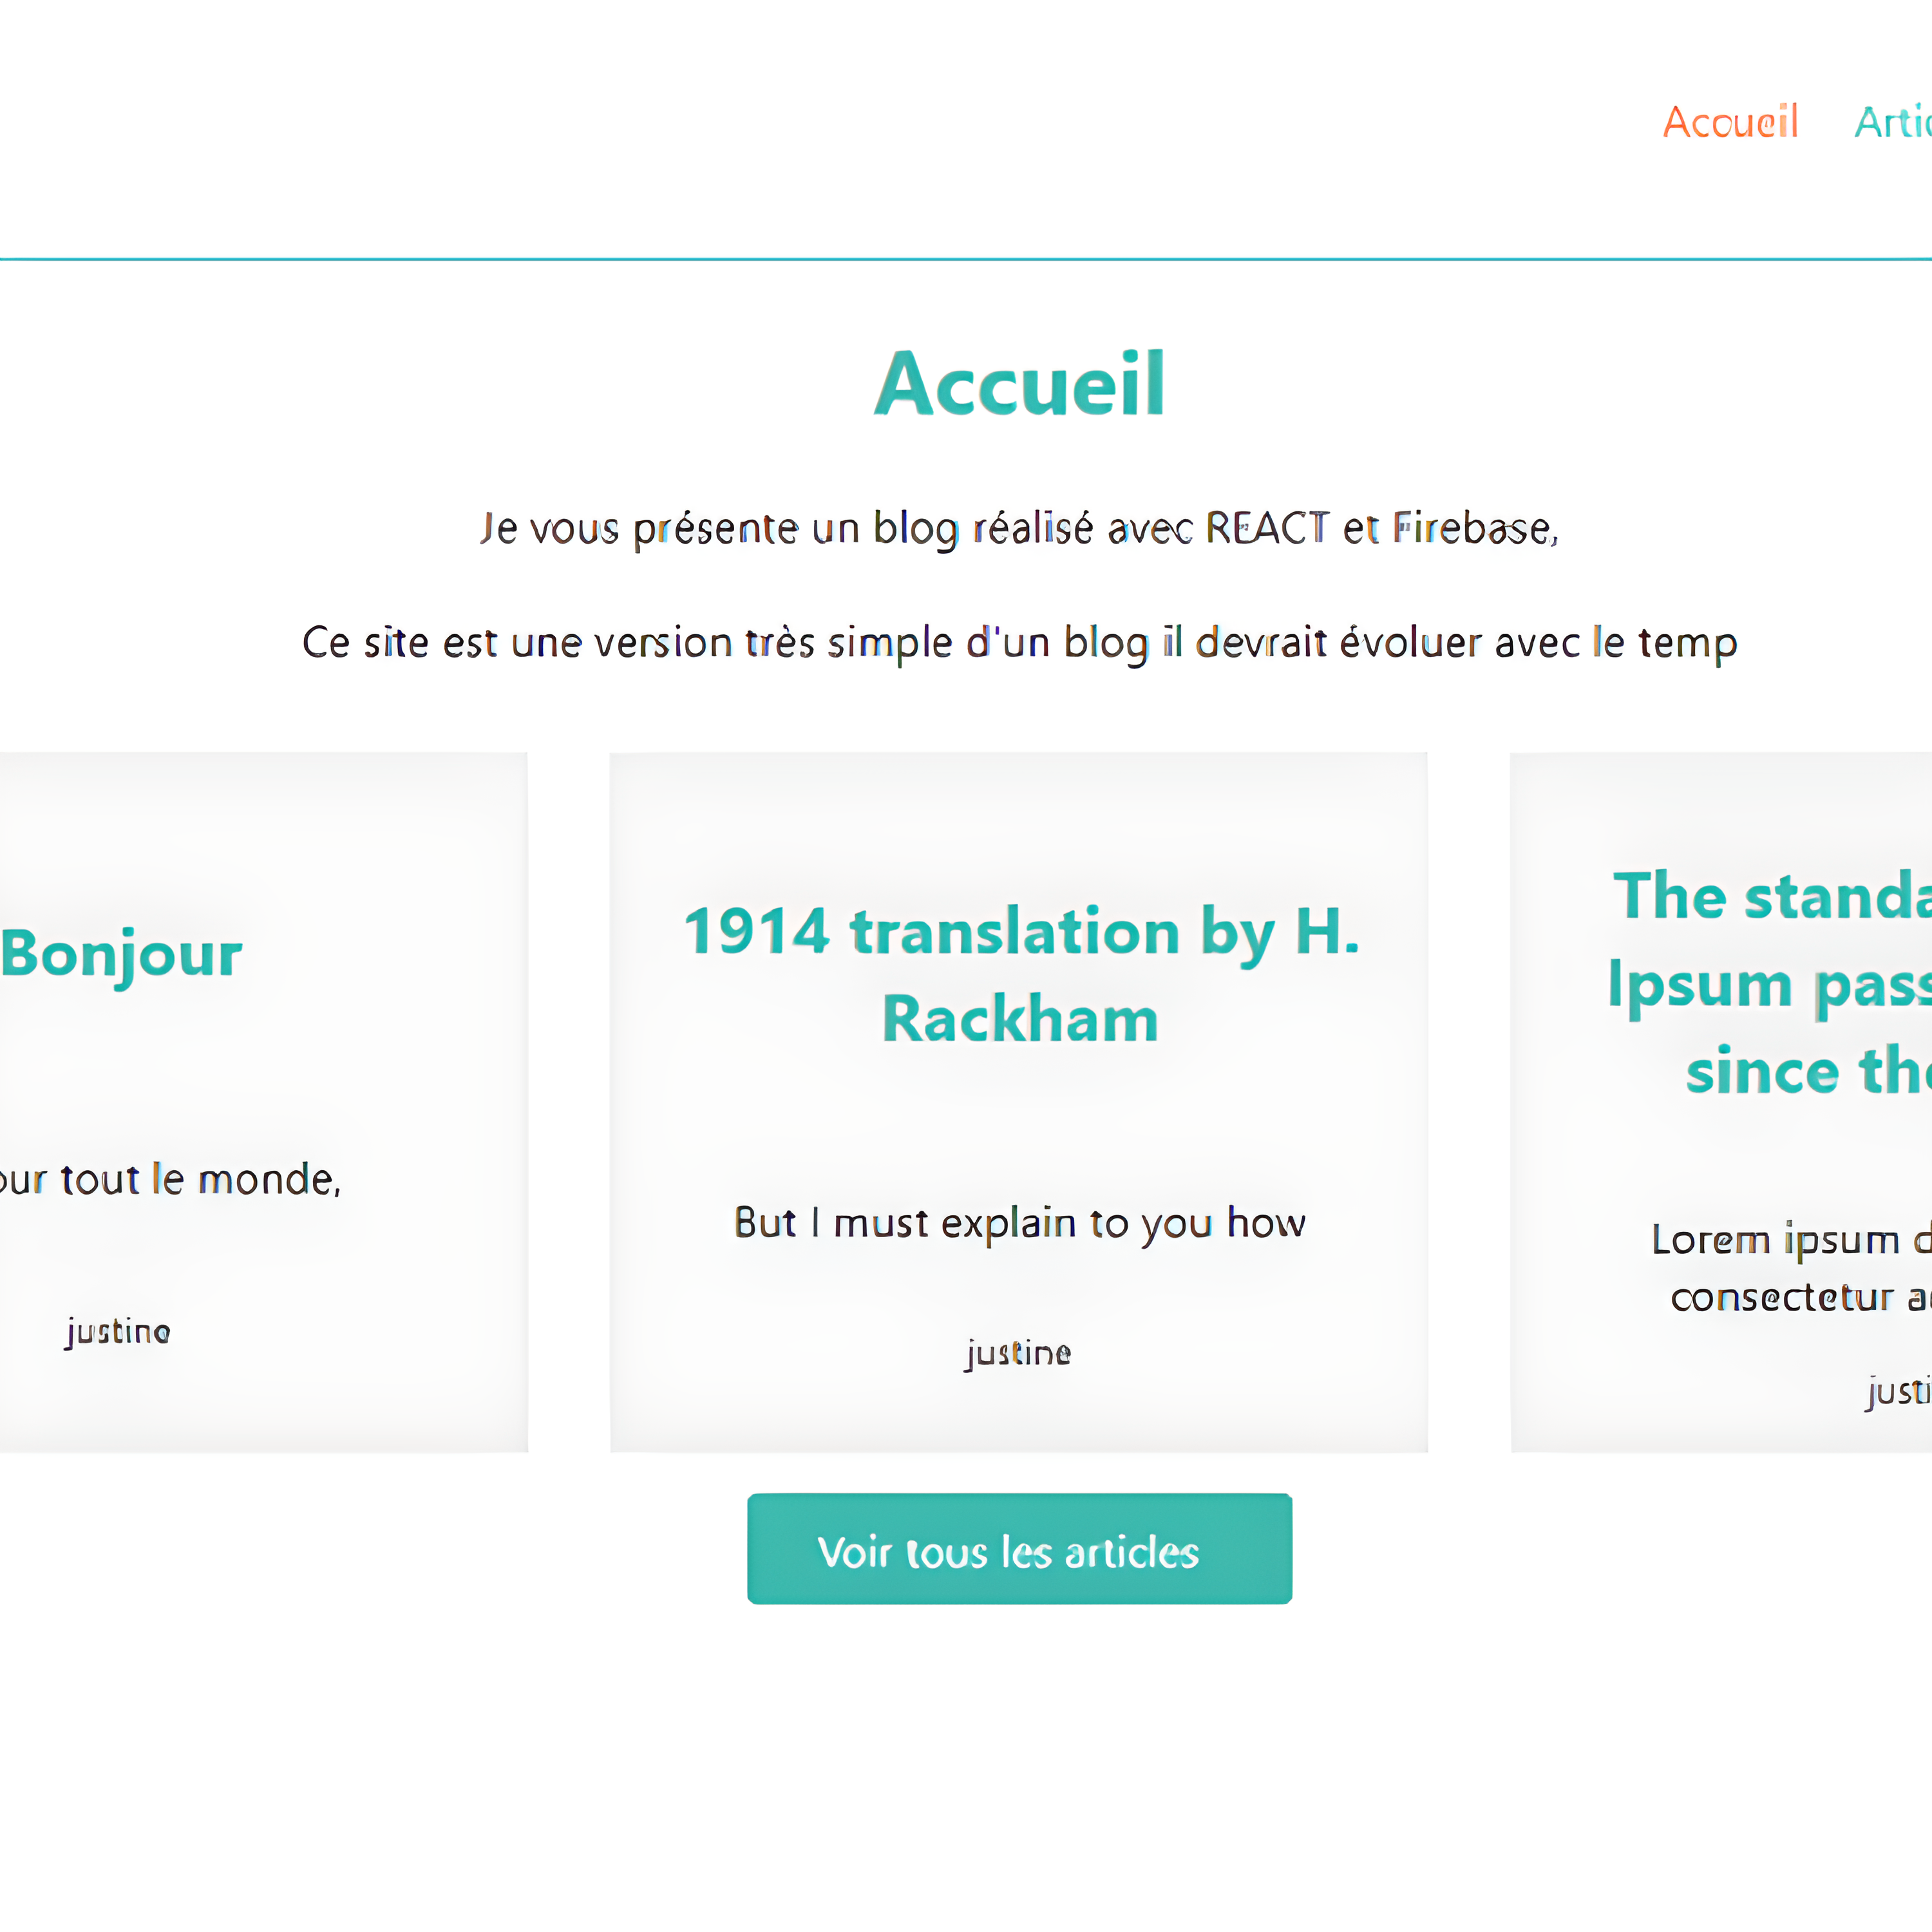 Accueil Artic
Accueil
Je vous présente un blog réalisé avec REACT et Firebase,
Ce site est une version très simple d'un blog il devrait évoluer avec le temp
Bonjour
our tout le monde,
justine
1914 translation by H.
Rackham
But I must explain to you how
justine
The standa
Ipsum pass
since the
Lorem ipsum d
consectetur a
justi
Voir tous les articles